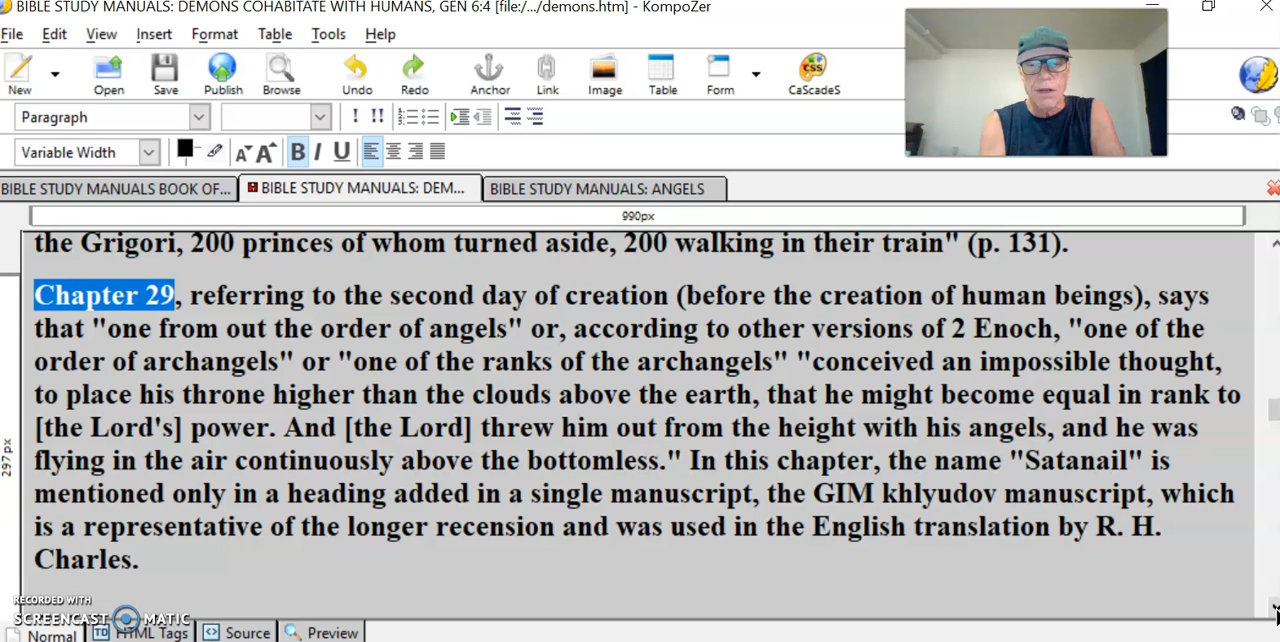 BIBLE STUDY MANUALS: DEMONS COHABITATE WITH HUMANS, GEN 6:4 [file:/.../demons.htm] - KompoZer
File Edit View Insert Format Table Tools Help
New Open Save Publish Browse Undo Redo Anchor Link Image Table Form CaScadeS
Paragraph
Variable Width
BIBLE STUDY MANUALS BOOK OF... BIBLE STUDY MANUALS: DEM... BIBLE STUDY MANUALS: ANGELS
990px
the Grigori, 200 princes of whom turned aside, 200 walking in their train" (p. 131).
Chapter 29, referring to the second day of creation (before the creation of human beings), says
that "one from out the order of angels" or, according to other versions of 2 Enoch, "one of the
order of archangels" or "one of the ranks of the archangels" "conceived an impossible thought,
to place his throne higher than the clouds above the earth, that he might become equal in rank to
[the Lord's] power. And [the Lord] threw him out from the height with his angels, and he was
flying in the air continuously above the bottomless." In this chapter, the name "Satanail" is
mentioned only in a heading added in a single manuscript, the GIM khlyudov manuscript, which
is a representative of the longer recension and was used in the English translation by R. H.
Charles.
297 px
RECORDED WITH
SCREENCAST MATIC
Normal HTML Tags Source Preview